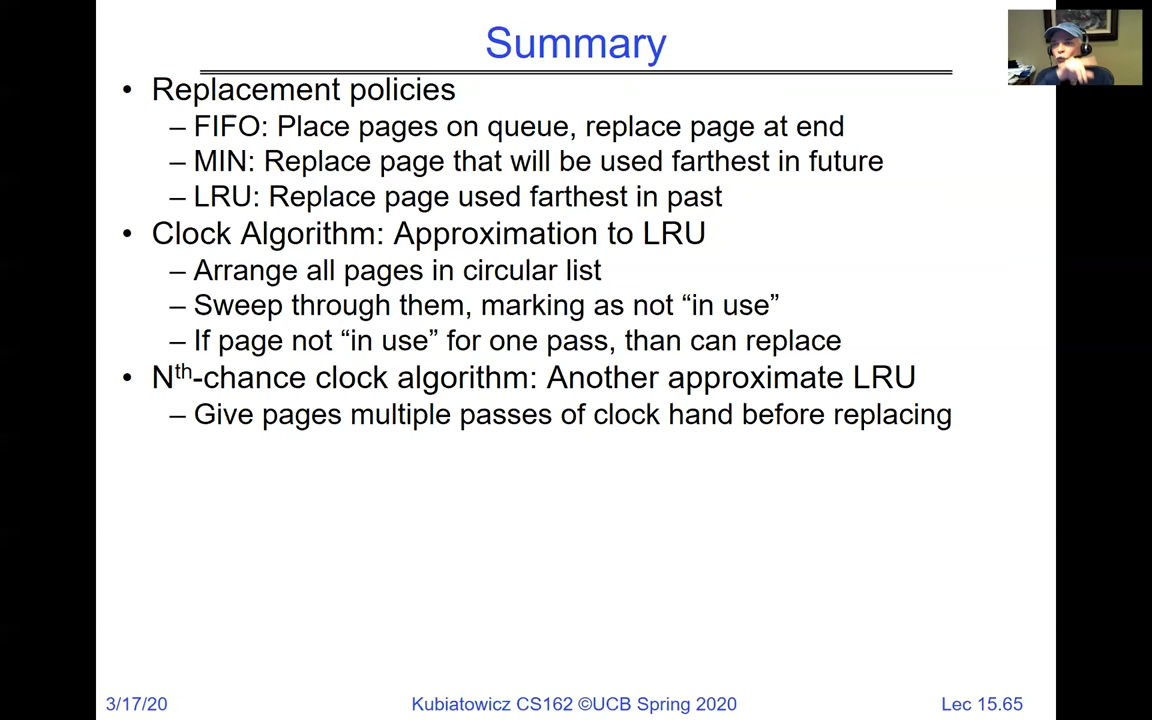 Summary
• Replacement policies
– FIFO: Place pages on queue, replace page at end
– MIN: Replace page that will be used farthest in future
– LRU: Replace page used farthest in past
• Clock Algorithm: Approximation to LRU
– Arrange all pages in circular list
– Sweep through them, marking as not “in use”
– If page not “in use” for one pass, than can replace
• Nth-chance clock algorithm: Another approximate LRU
– Give pages multiple passes of clock hand before replacing
3/17/20 Kubiatowicz CS162 ©UCB Spring 2020 Lec 15.65